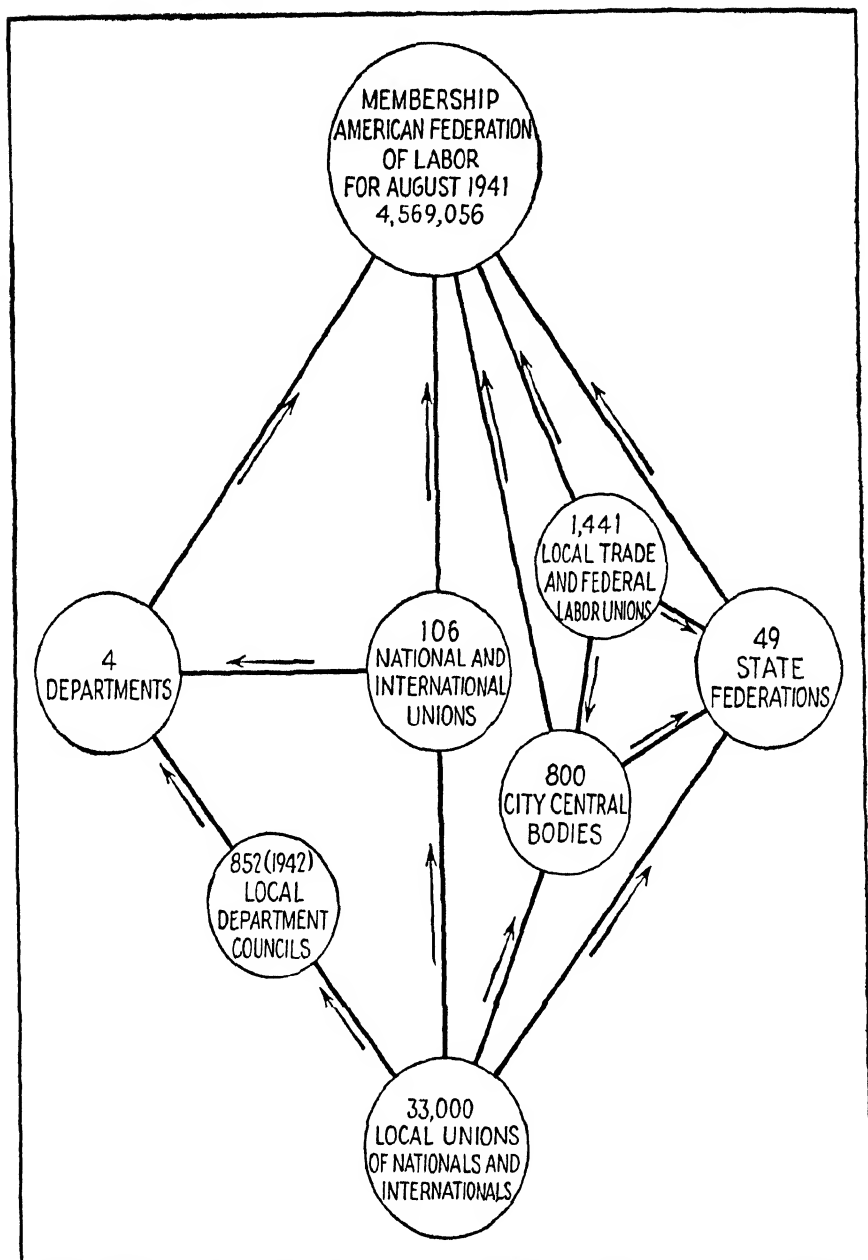 MEMBERSHIP
AMERICAN FEDERATION
OF LABOR
FOR AUGUST 1941
4,569,056
1,441
LOCAL TRADE
AND FEDERAL
LABOR UNIONS
4
DEPARTMENTS
106
NATIONAL AND
INTERNATIONAL
UNIONS
49
STATE
FEDERATIONS
800
CITY CENTRAL
BODIES
852(1942)
LOCAL
DEPARTMENT
COUNCILS
33,000
LOCAL UNIONS
OF NATIONALS AND
INTERNATIONALS